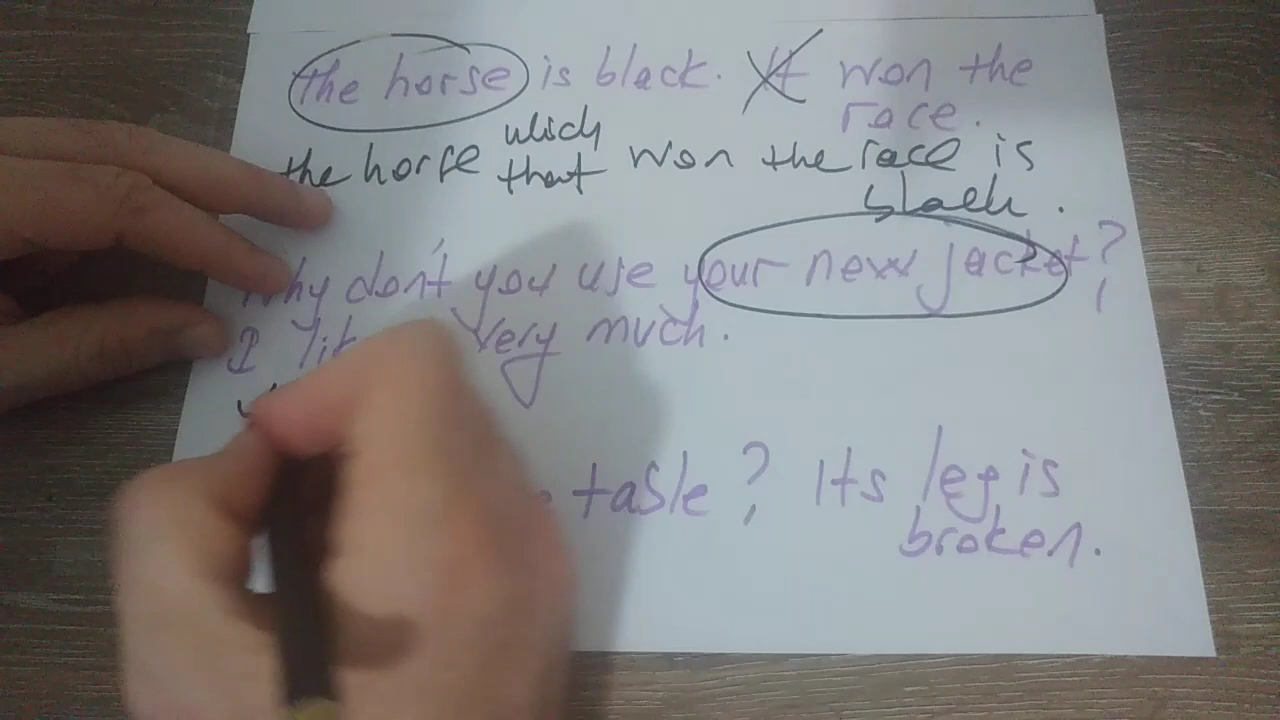 the horse is black. It won the
race.
the horse which that won the race is
black.
Why don't you use your new jacket?
I very much.
table? Its leg is
broken.